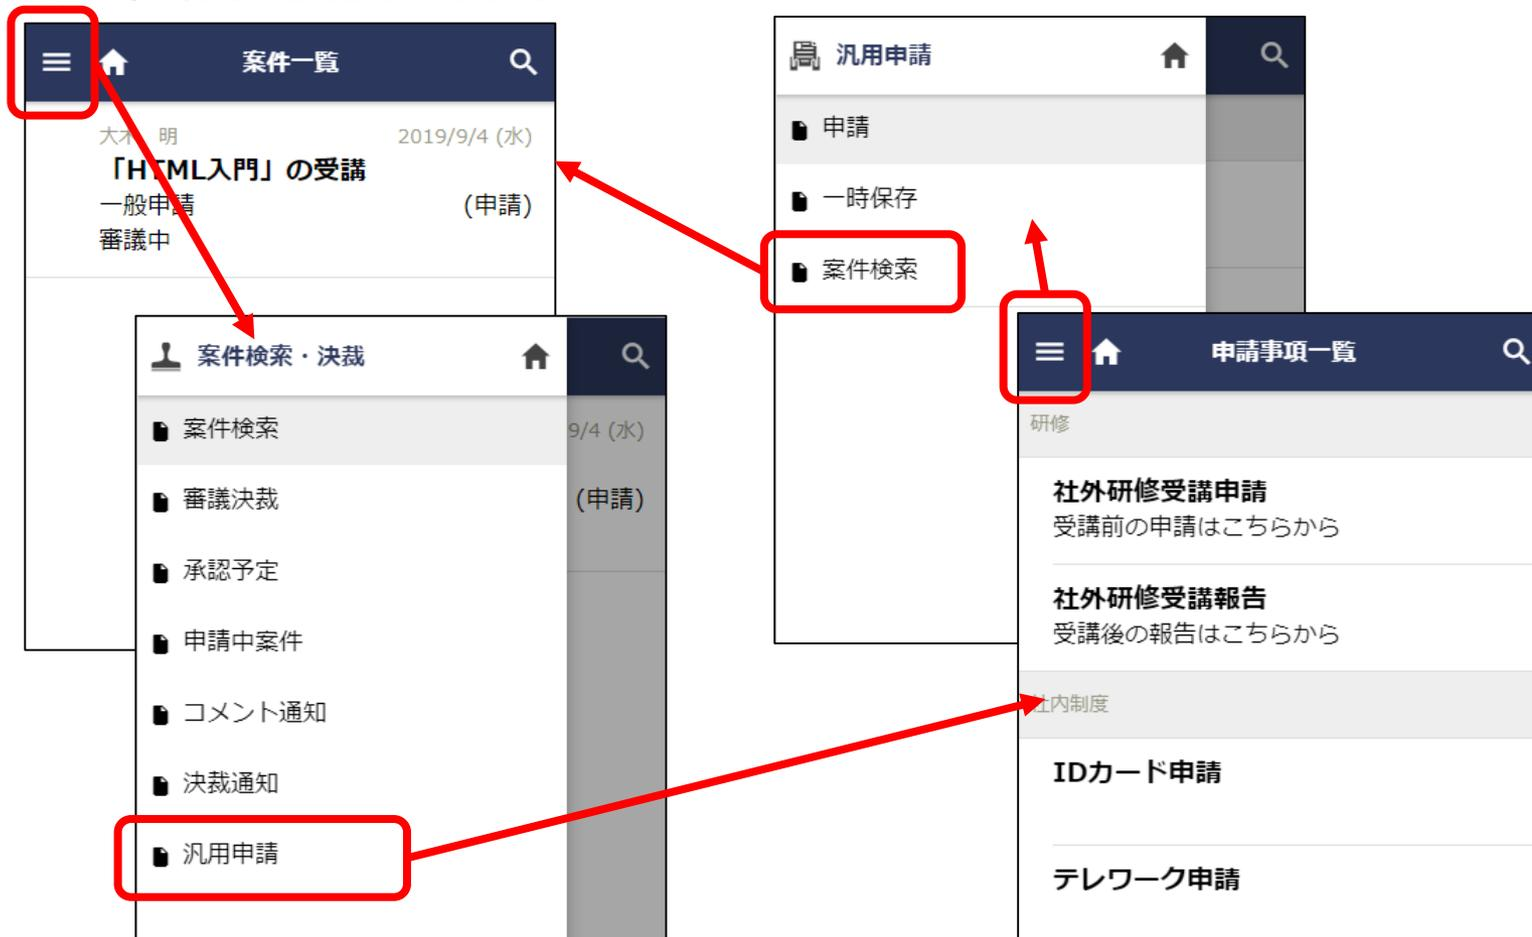 案件一覧
大木 明
2019/9/4 (水)
「HTML入門」の受講
一般申請
(申請)
審議中
案件検索・決裁
案件検索
9/4 (水)
審議決裁
(申請)
承認予定
申請中案件
コメント通知
決裁通知
汎用申請
汎用申請
申請
一時保存
案件検索
申請事項一覧
研修
社外研修受講申請
受講前の申請はこちらから
社外研修受講報告
受講後の報告はこちらから
社内制度
IDカード申請
テレワーク申請